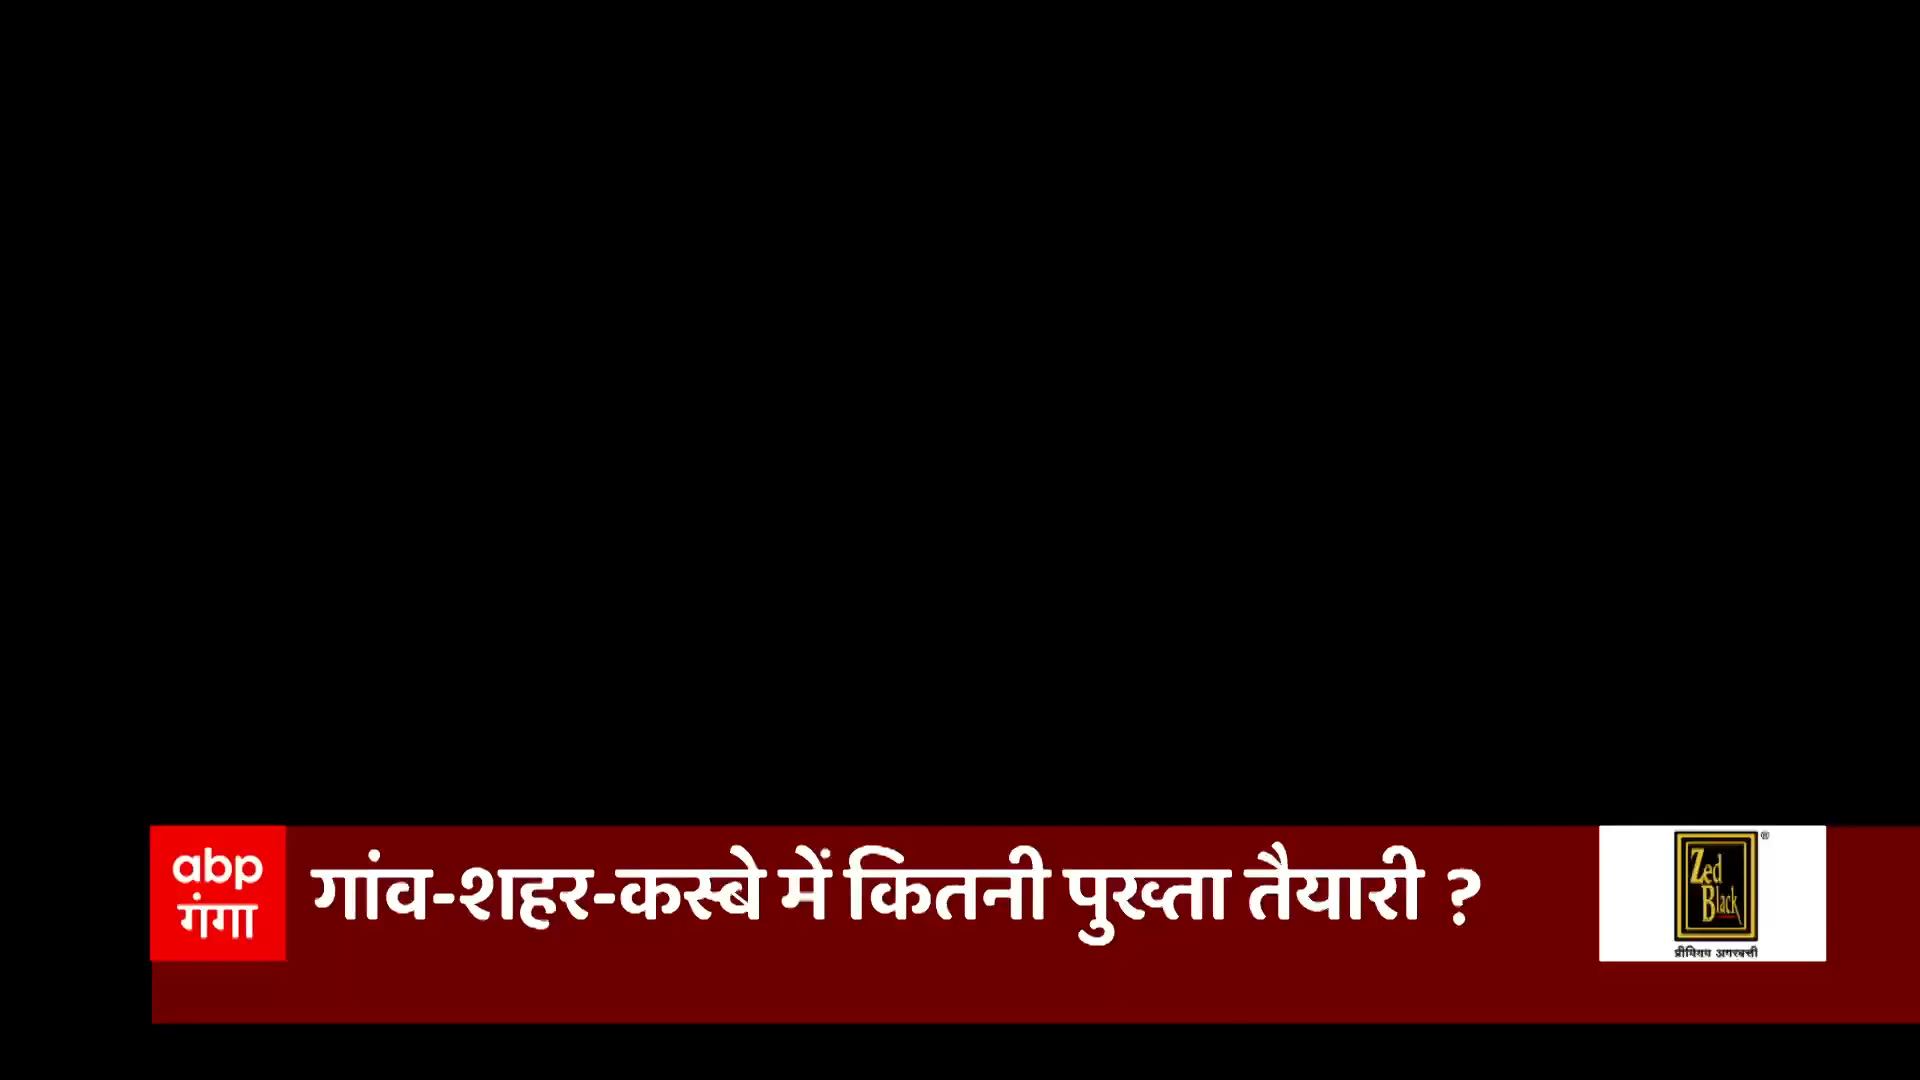 abp
गंगा
गांव-शहर-कस्बे में कितनी पुख्ता तैयारी ?
Zed
Black
®
प्रीमियम अगरबत्ती